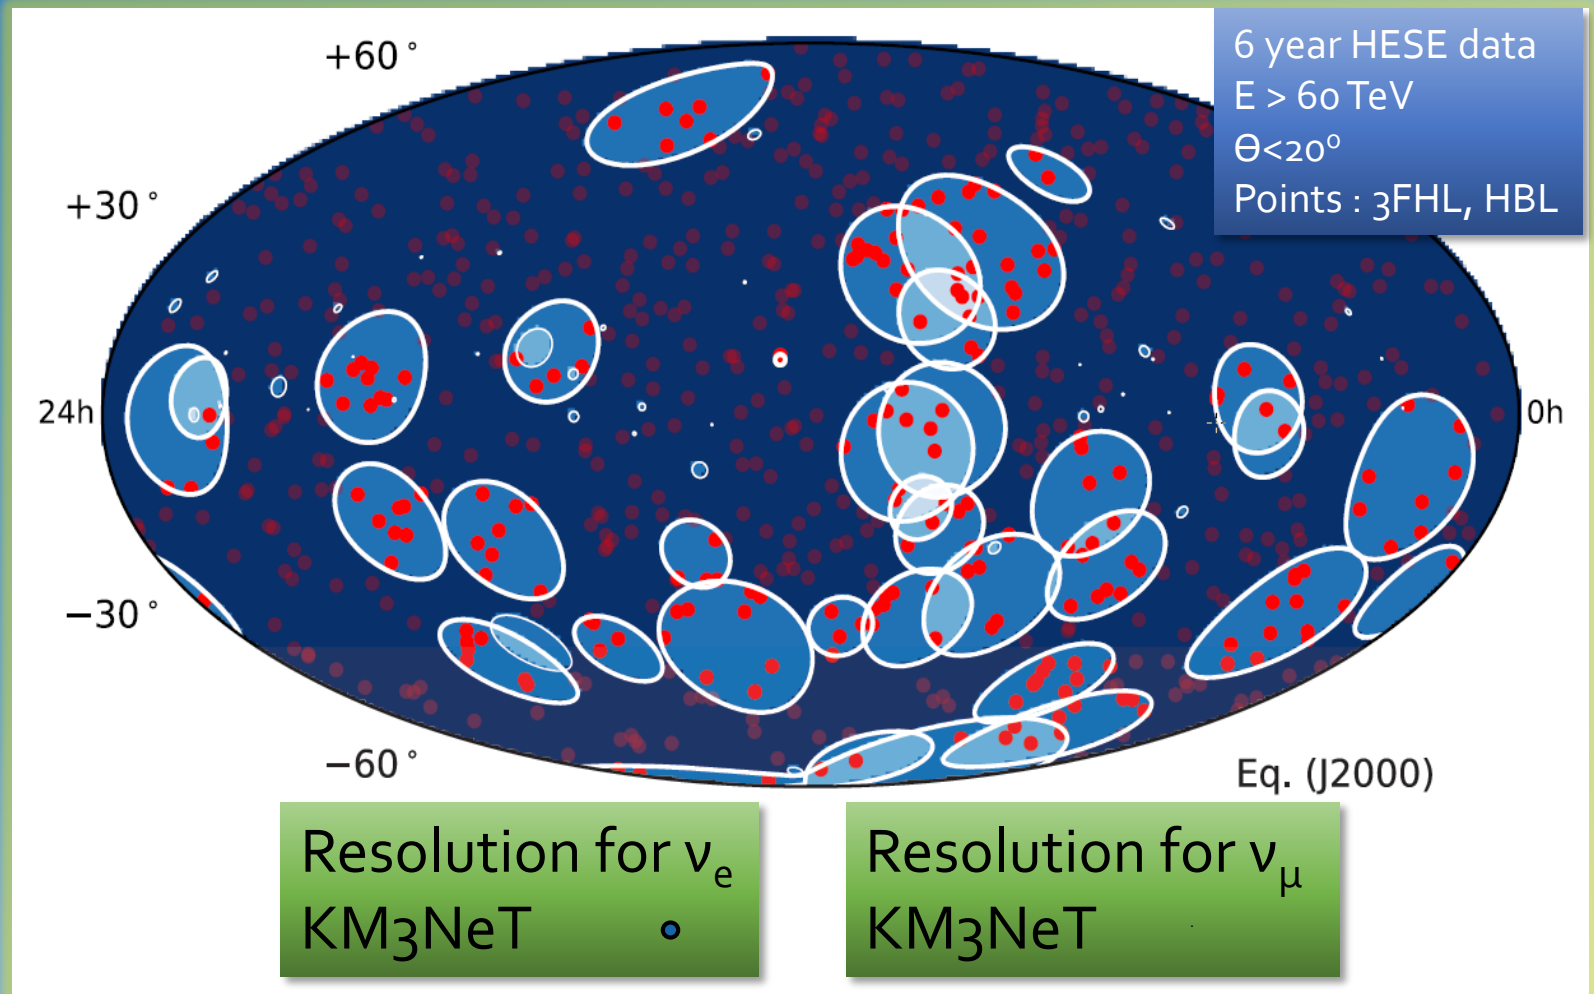 +60°
6 year HESE data
E > 60 TeV
Ө<20⁰
Points : 3FHL, HBL
+30°
24h
0h
−30°
−60°
Eq. (J2000)
Resolution for νe
KM3NeT
Resolution for νμ
KM3NeT